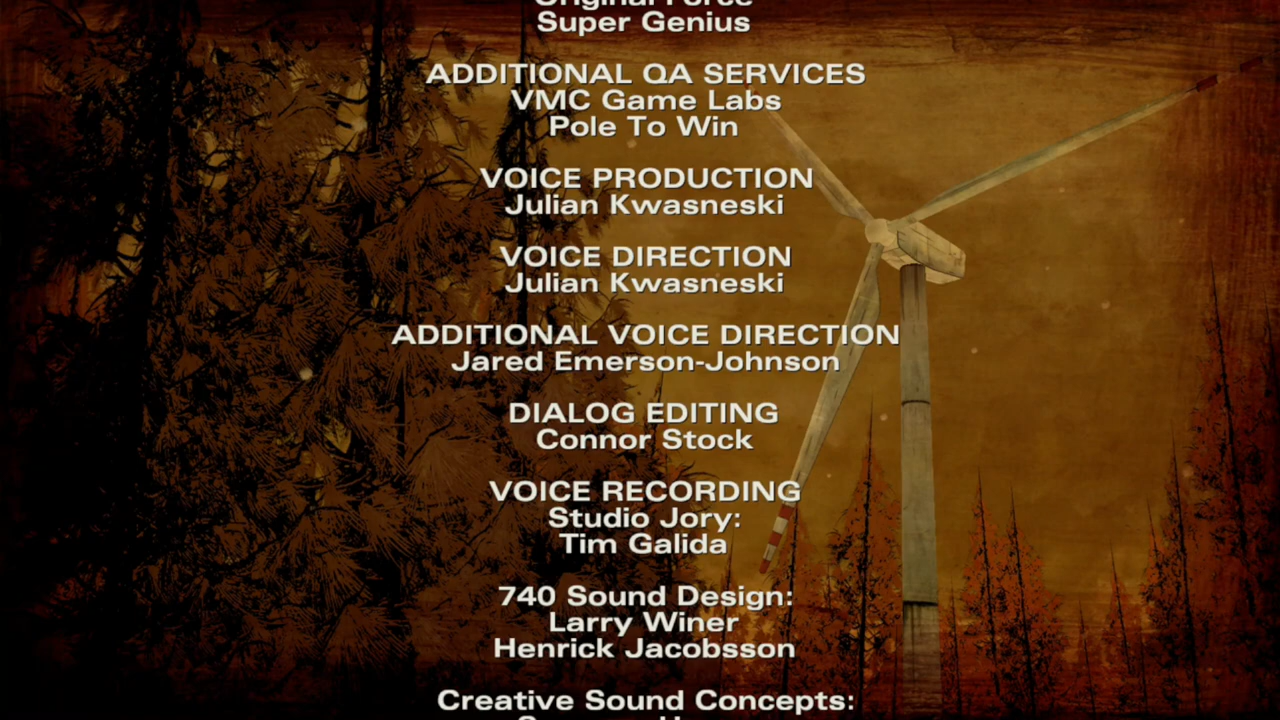 Original Force
Super Genius
ADDITIONAL QA SERVICES
VMC Game Labs
Pole To Win
VOICE PRODUCTION
Julian Kwasneski
VOICE DIRECTION
Julian Kwasneski
ADDITIONAL VOICE DIRECTION
Jared Emerson-Johnson
DIALOG EDITING
Connor Stock
VOICE RECORDING
Studio Jory:
Tim Galida
740 Sound Design:
Larry Winer
Henrick Jacobsson
Creative Sound Concepts: